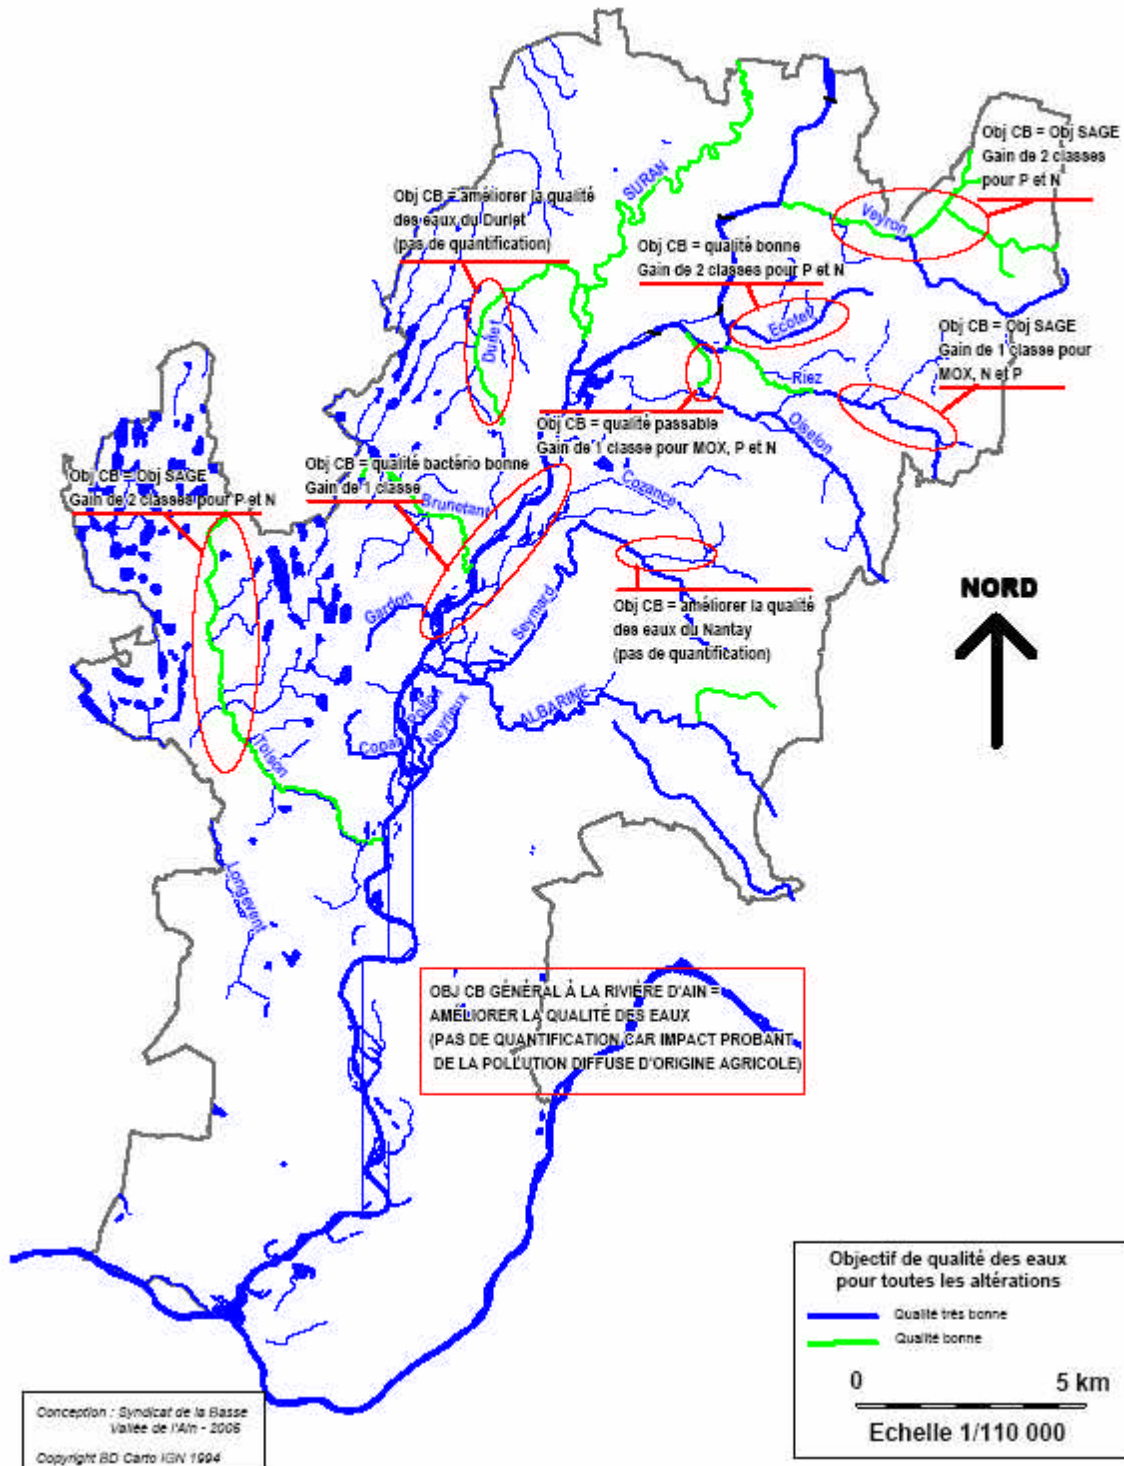 Obj CB = Obj SAGE
Gain de 2 classes
pour P et N
SURAN
Obj CB = améliorer la qualité
des eaux du Durlet
(pas de quantification)
Veyron
Obj CB = qualité bonne
Gain de 2 classes pour P et N
Ecotet
Durlet
Obj CB = Obj SAGE
Gain de 1 classe pour
MOX, N et P
Riez
Oiselon
Obj CB = qualité passable
Gain de 1 classe pour MOX, P et N
Obj CB = qualité bactério bonne
Gain de 1 classe
Obj CB = Obj SAGE
Gain de 2 classes pour P et N
Cozance
Brunetant
NORD
Gardon
Seymard
Obj CB = améliorer la qualité
des eaux du Nantay
(pas de quantification)
ALBARINE
Pollon
Neyrieux
Copan
Toison
Longevent
OBJ CB GÉNÉRAL À LA RIVIÈRE D'AIN =
AMÉLIORER LA QUALITÉ DES EAUX
(PAS DE QUANTIFICATION CAR IMPACT PROBANT
DE LA POLLUTION DIFFUSE D'ORIGINE AGRICOLE)
Objectif de qualité des eaux
pour toutes les altérations
Qualité très bonne
Qualité bonne
0 5 km
Echelle 1/110 000
Conception : Syndicat de la Basse
Vallée de l'Ain - 2006
Copyright BD Carto IGN 1994